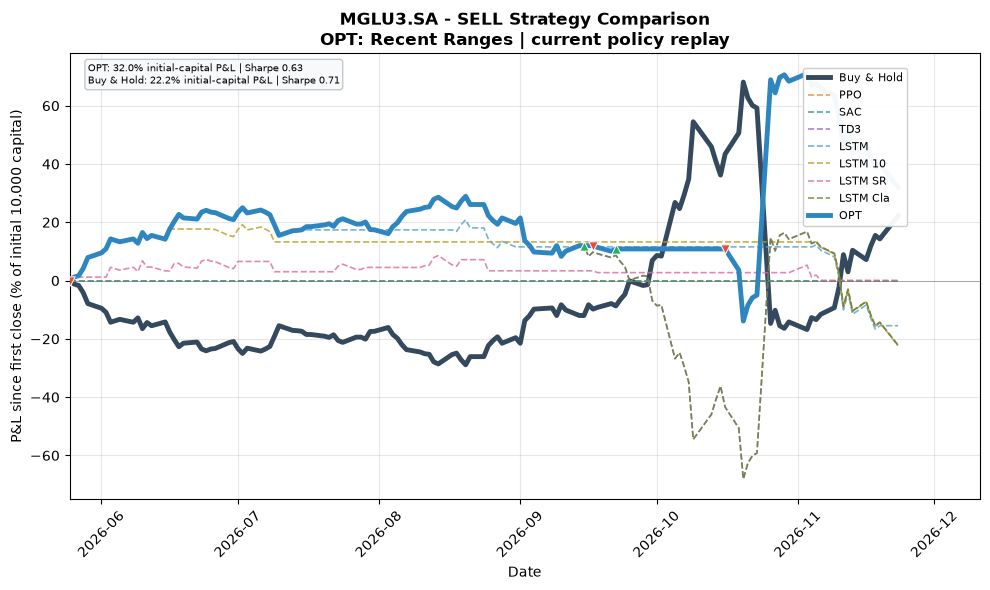 MGLU3.SA - SELL Strategy Comparison
OPT: Recent Ranges | current policy replay
OPT: 32.0% initial-capital P&L | Sharpe 0.63
Buy & Hold: 22.2% initial-capital P&L | Sharpe 0.71
Buy & Hold
PPO
SAC
TD3
LSTM
LSTM 10
LSTM SR
LSTM Cla
OPT
P&L since first close (% of initial 10,000 capital)
60
40
20
0
−20
−40
−60
2026-06
2026-07
2026-08
2026-09
2026-10
2026-11
2026-12
Date